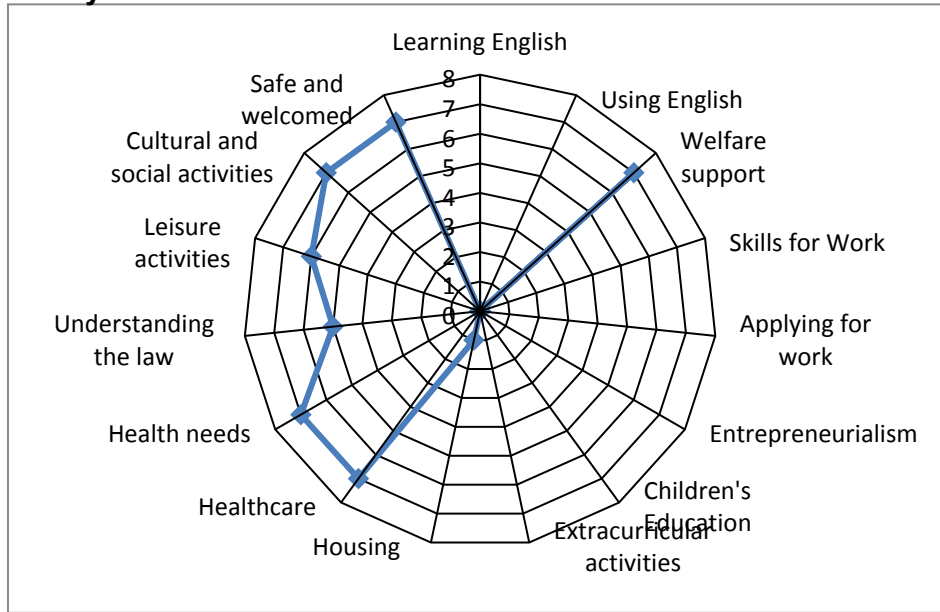 Learning English
Using English
Welfare
support
Skills for Work
Applying for
work
Entrepreneurialism
Children's
Education
Extracurricular
activities
Housing
Healthcare
Health needs
Understanding
the law
Leisure
activities
Cultural and
social activities
Safe and
welcomed
8
7
6
5
4
3
2
1
0